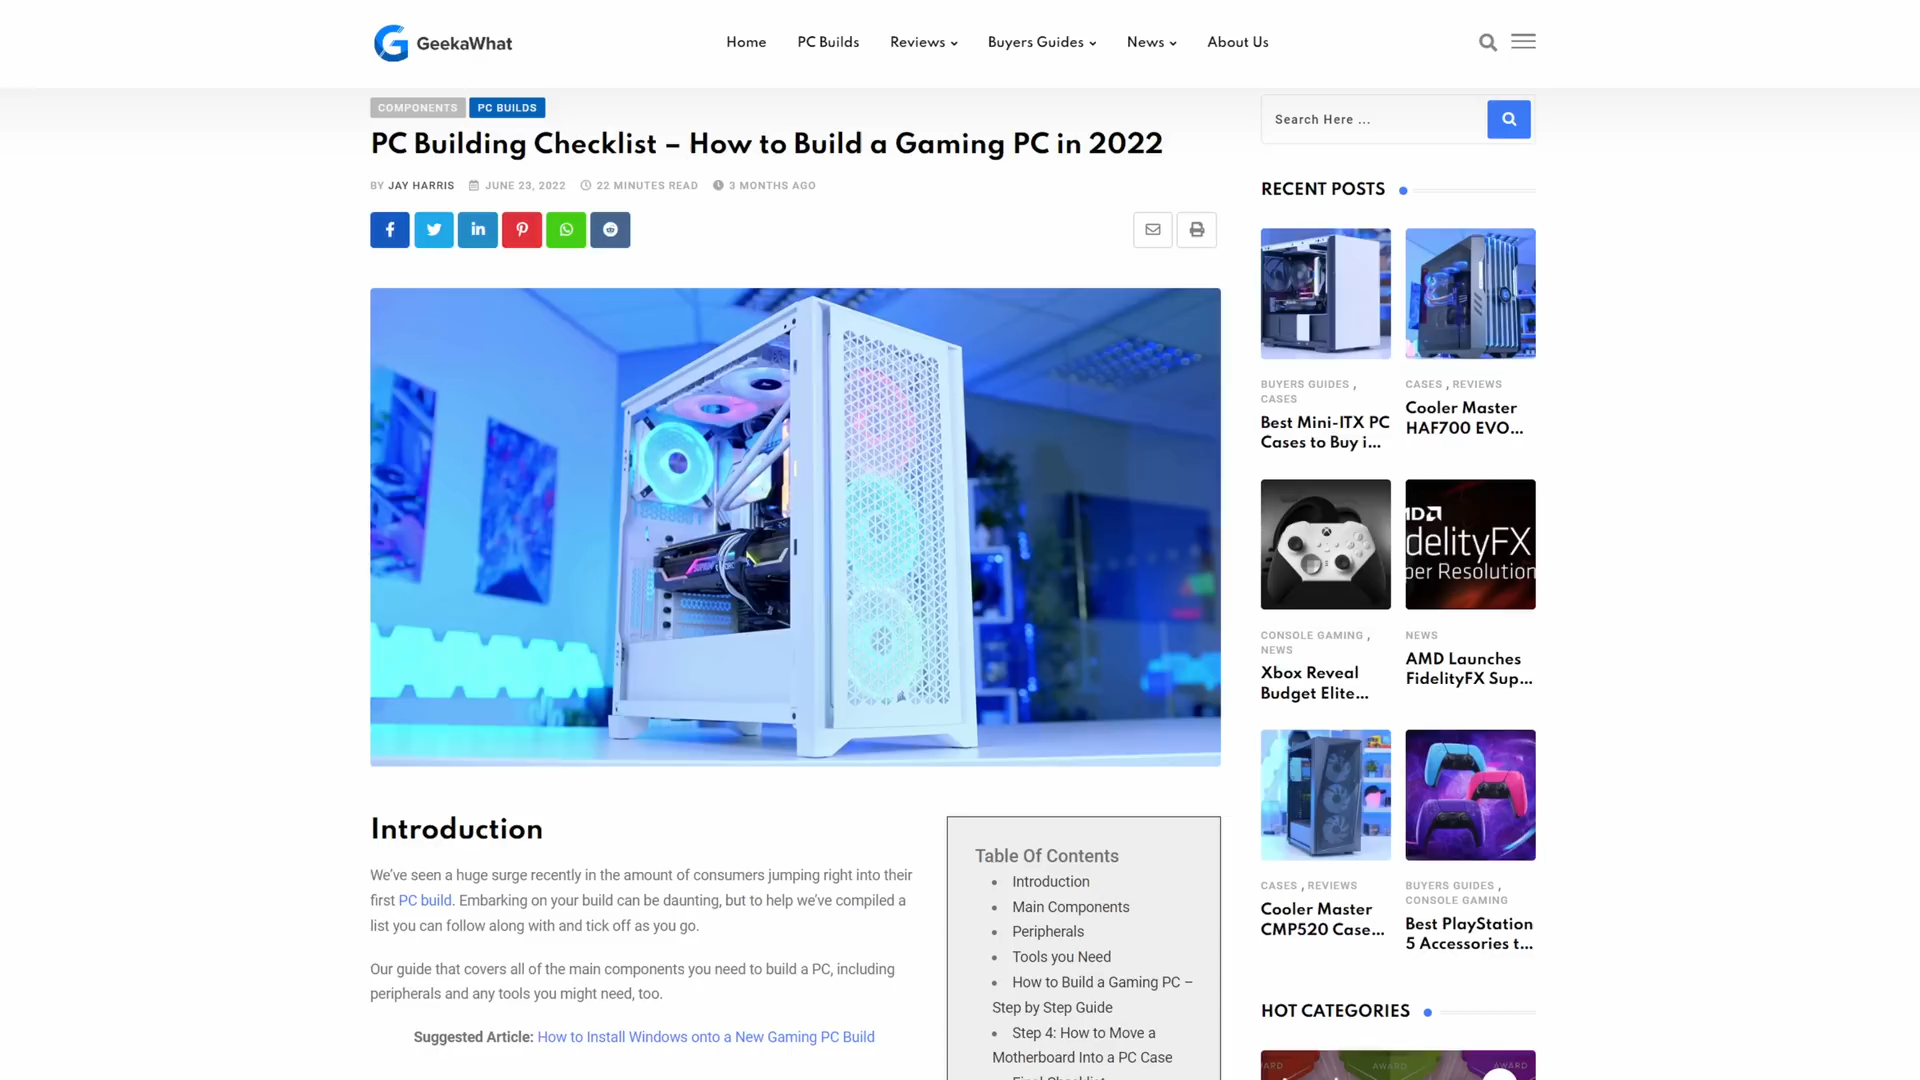 GeekaWhat
Home
PC Builds
Reviews
Buyers Guides
News
About Us
COMPONENTS
PC BUILDS
PC Building Checklist – How to Build a Gaming PC in 2022
BY JAY HARRIS
JUNE 23, 2022
22 MINUTES READ
3 MONTHS AGO
Introduction
We’ve seen a huge surge recently in the amount of consumers jumping right into their
first PC build. Embarking on your build can be daunting, but to help we’ve compiled a
list you can follow along with and tick off as you go.
Our guide that covers all of the main components you need to build a PC, including
peripherals and any tools you might need, too.
Suggested Article: How to Install Windows onto a New Gaming PC Build
Table Of Contents
Introduction
Main Components
Peripherals
Tools you Need
How to Build a Gaming PC –
Step by Step Guide
Step 4: How to Move a
Motherboard Into a PC Case
Final Checklist
Search Here ...
RECENT POSTS
BUYERS GUIDES ,
CASES
Best Mini-ITX PC
Cases to Buy i...
CASES , REVIEWS
Cooler Master
HAF700 EVO...
CONSOLE GAMING ,
NEWS
Xbox Reveal
Budget Elite...
MD
delityFX
per Resolution
NEWS
AMD Launches
FidelityFX Sup...
CASES , REVIEWS
Cooler Master
CMP520 Case...
BUYERS GUIDES ,
CONSOLE GAMING
Best PlayStation
5 Accessories t...
HOT CATEGORIES
WARD
AWARD
AWARD